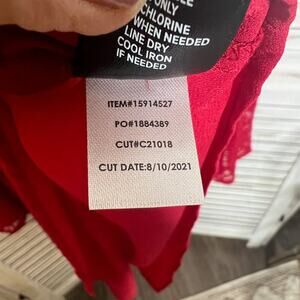 ONLY
CHLORINE
WHEN NEEDED
LINE DRY
COOL IRON
IF NEEDED
ITEM#15914527
PO#1884389
CUT#C21018
CUT DATE:8/10/2021